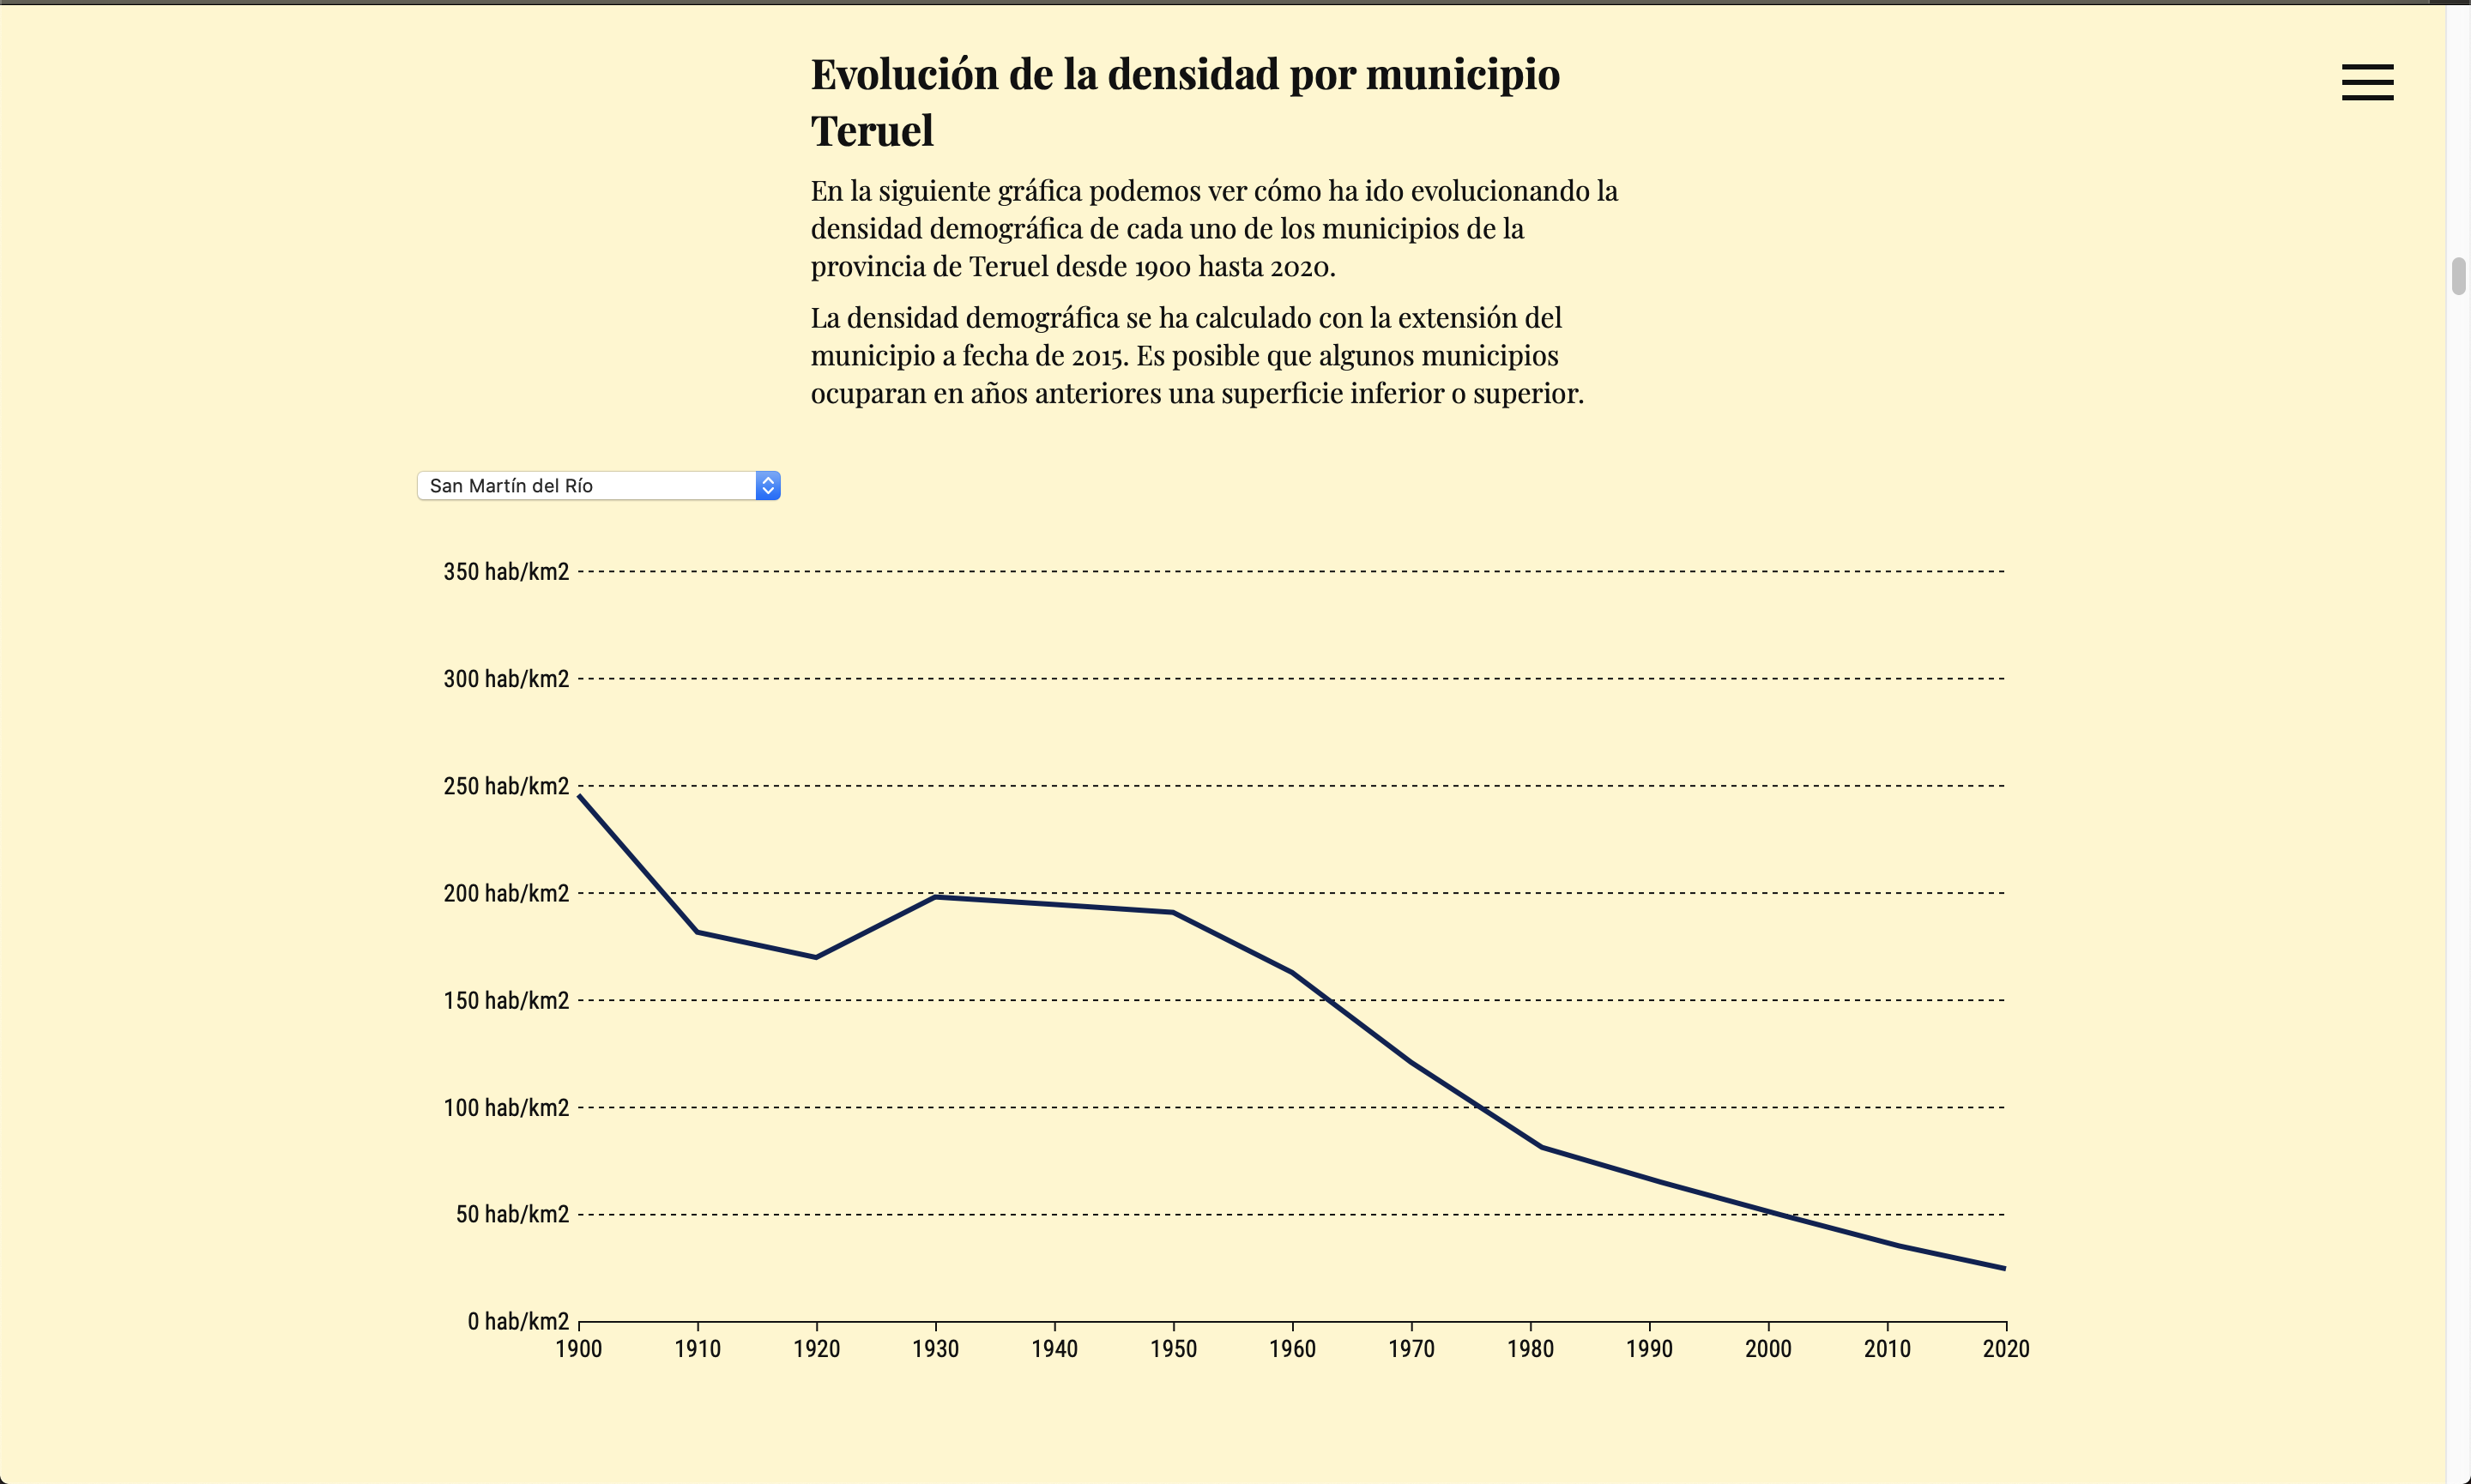 Evolución de la densidad por municipio
Teruel
En la siguiente gráfica podemos ver cómo ha ido evolucionando la
densidad demográfica de cada uno de los municipios de la
provincia de Teruel desde 1900 hasta 2020.
La densidad demográfica se ha calculado con la extensión del
municipio a fecha de 2015. Es posible que algunos municipios
ocuparan en años anteriores una superficie inferior o superior.
San Martín del Río
350 hab/km2
300 hab/km2
250 hab/km2
200 hab/km2
150 hab/km2
100 hab/km2
50 hab/km2
0 hab/km2
1900 1910 1920 1930 1940 1950 1960 1970 1980 1990 2000 2010 2020